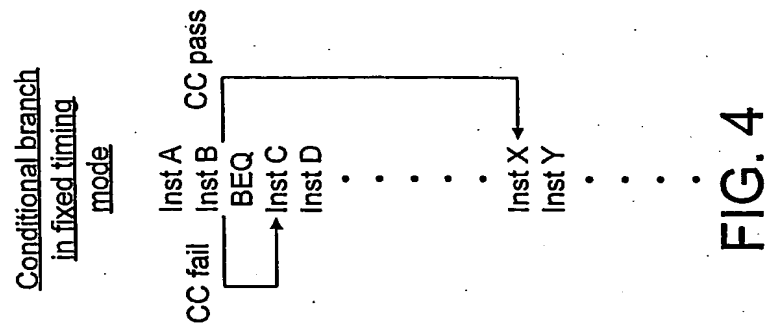 Conditional branch
in fixed timing
mode
Inst A
Inst B
CC fail
CC pass
BEQ
Inst C
Inst D
Inst X
Inst Y
FIG. 4